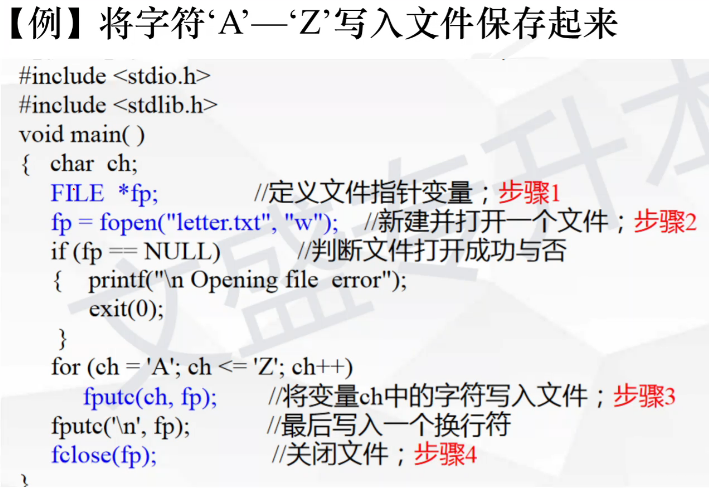 【例】将字符‘A’—‘Z’写入文件保存起来
#include <stdio.h>
#include <stdlib.h>
void main( )
{ char ch;
FILE *fp; //定义文件指针变量；步骤1
fp = fopen("letter.txt", "w"); //新建并打开一个文件；步骤2
if (fp == NULL) //判断文件打开成功与否
{ printf("\n Opening file error");
exit(0);
}
for (ch = 'A'; ch <= 'Z'; ch++)
fputc(ch, fp); //将变量ch中的字符写入文件；步骤3
fputc('\n', fp); //最后写入一个换行符
fclose(fp); //关闭文件；步骤4
}
文盛专升本